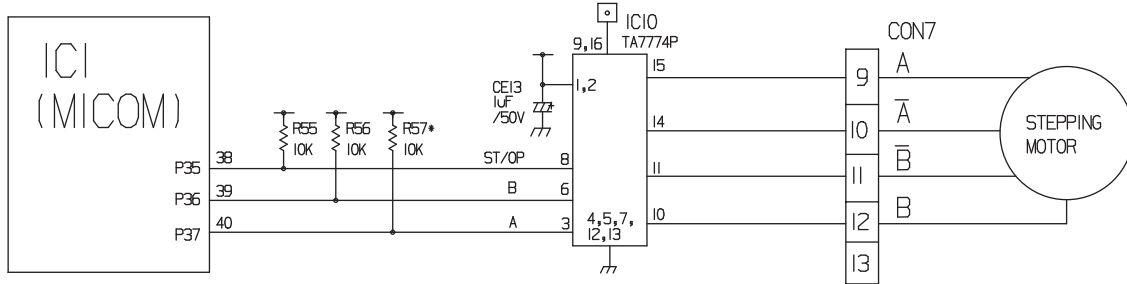 IC1
(MICOM)
P35
38
P36
39
P37
40
R55
10K
R56
10K
R57*
10K
ST/OP
B
A
CE13
1uF
/50V
+
9,16
IC10
TA7774P
1,2
8
6
3
4,5,7,
12,13
15
14
11
10
CON7
9
10
11
12
13
A
A̅
B̅
B
STEPPING
MOTOR